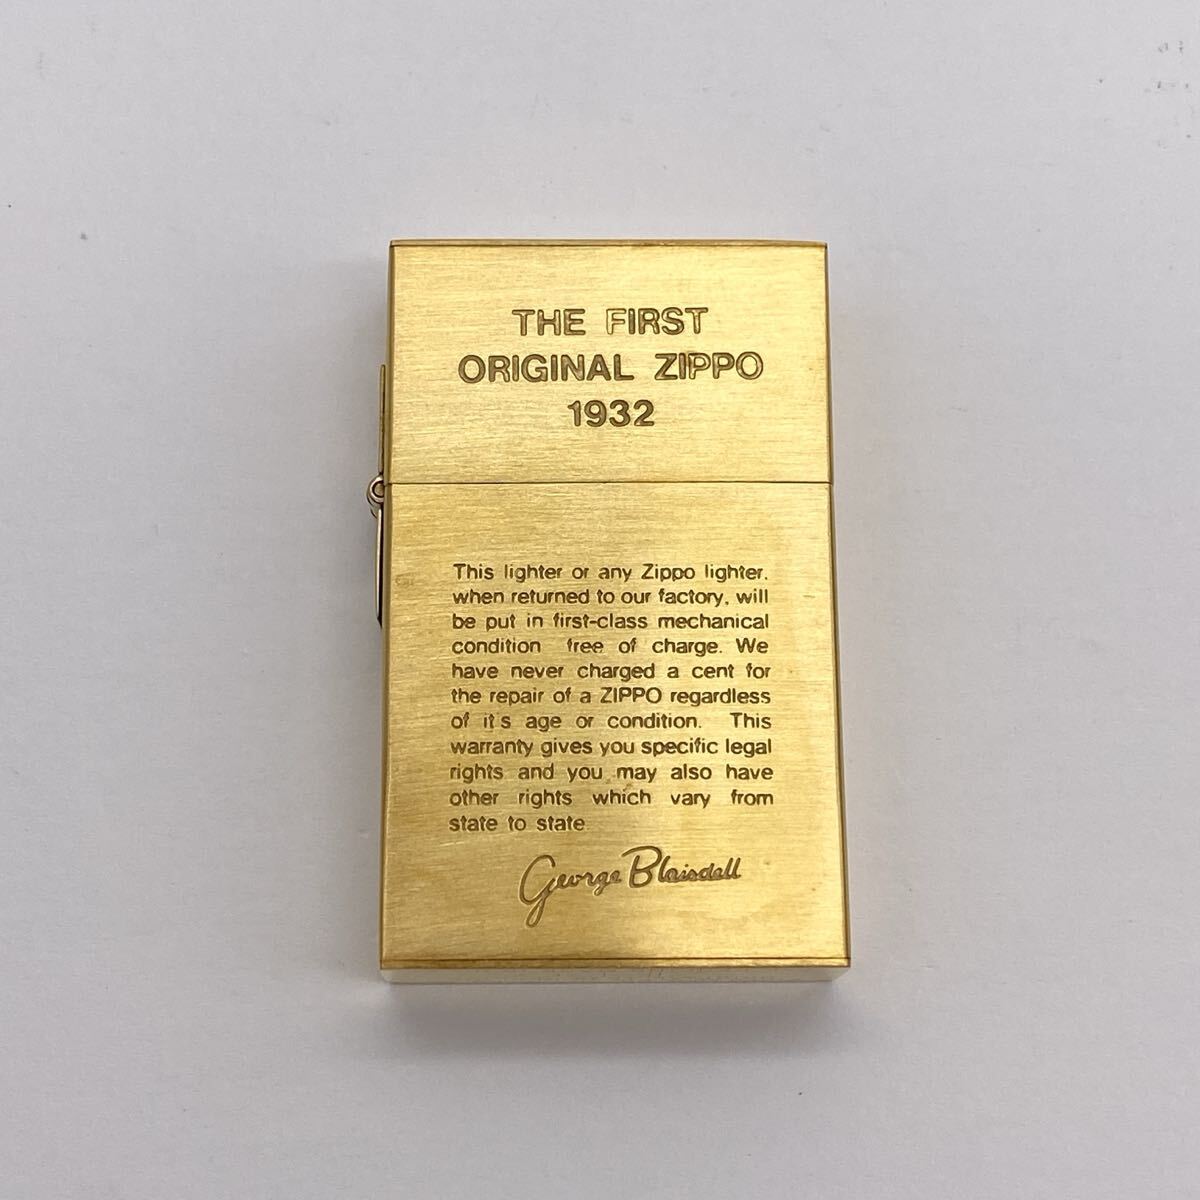 THE FIRST
ORIGINAL ZIPPO
1932
This lighter or any Zippo lighter,
when returned to our factory, will
be put in first-class mechanical
condition free of charge. We
have never charged a cent for
the repair of a ZIPPO regardless
of it's age or condition. This
warranty gives you specific legal
rights and you may also have
other rights which vary from
state to state
George Blaisdell